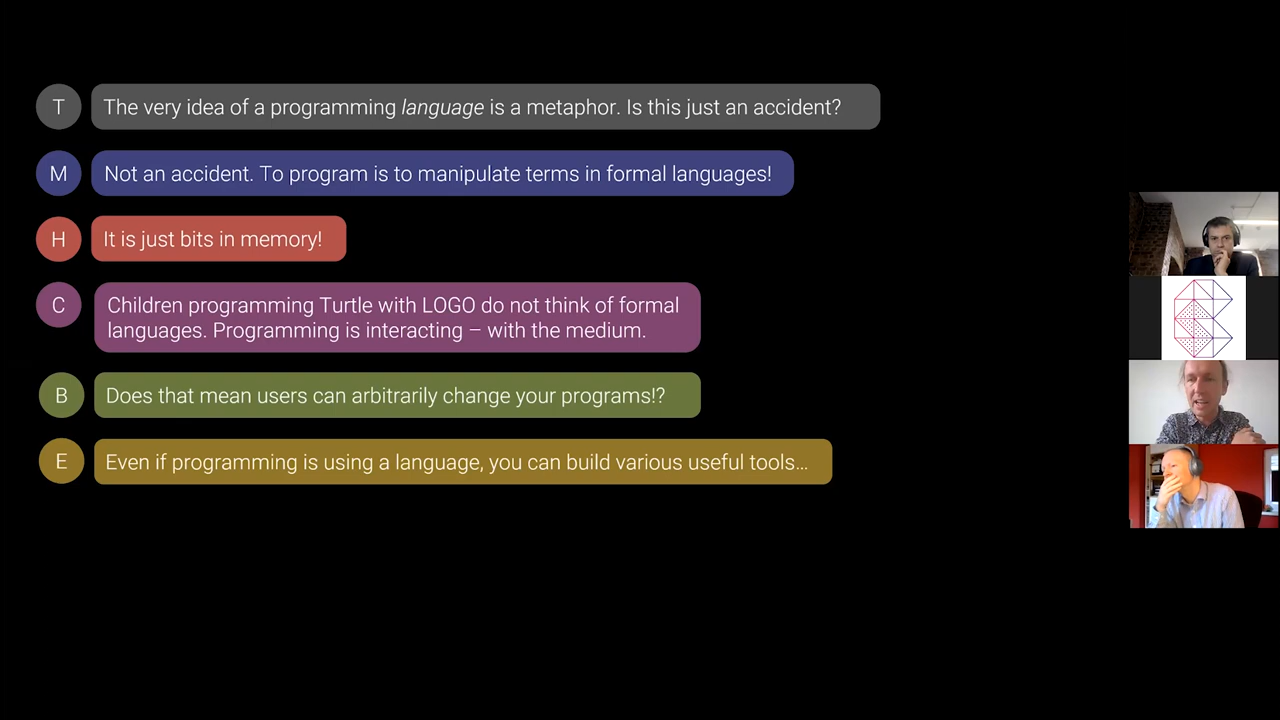 T
The very idea of a programming language is a metaphor. Is this just an accident?
M
Not an accident. To program is to manipulate terms in formal languages!
H
It is just bits in memory!
C
Children programming Turtle with LOGO do not think of formal
languages. Programming is interacting – with the medium.
B
Does that mean users can arbitrarily change your programs!?
E
Even if programming is using a language, you can build various useful tools...